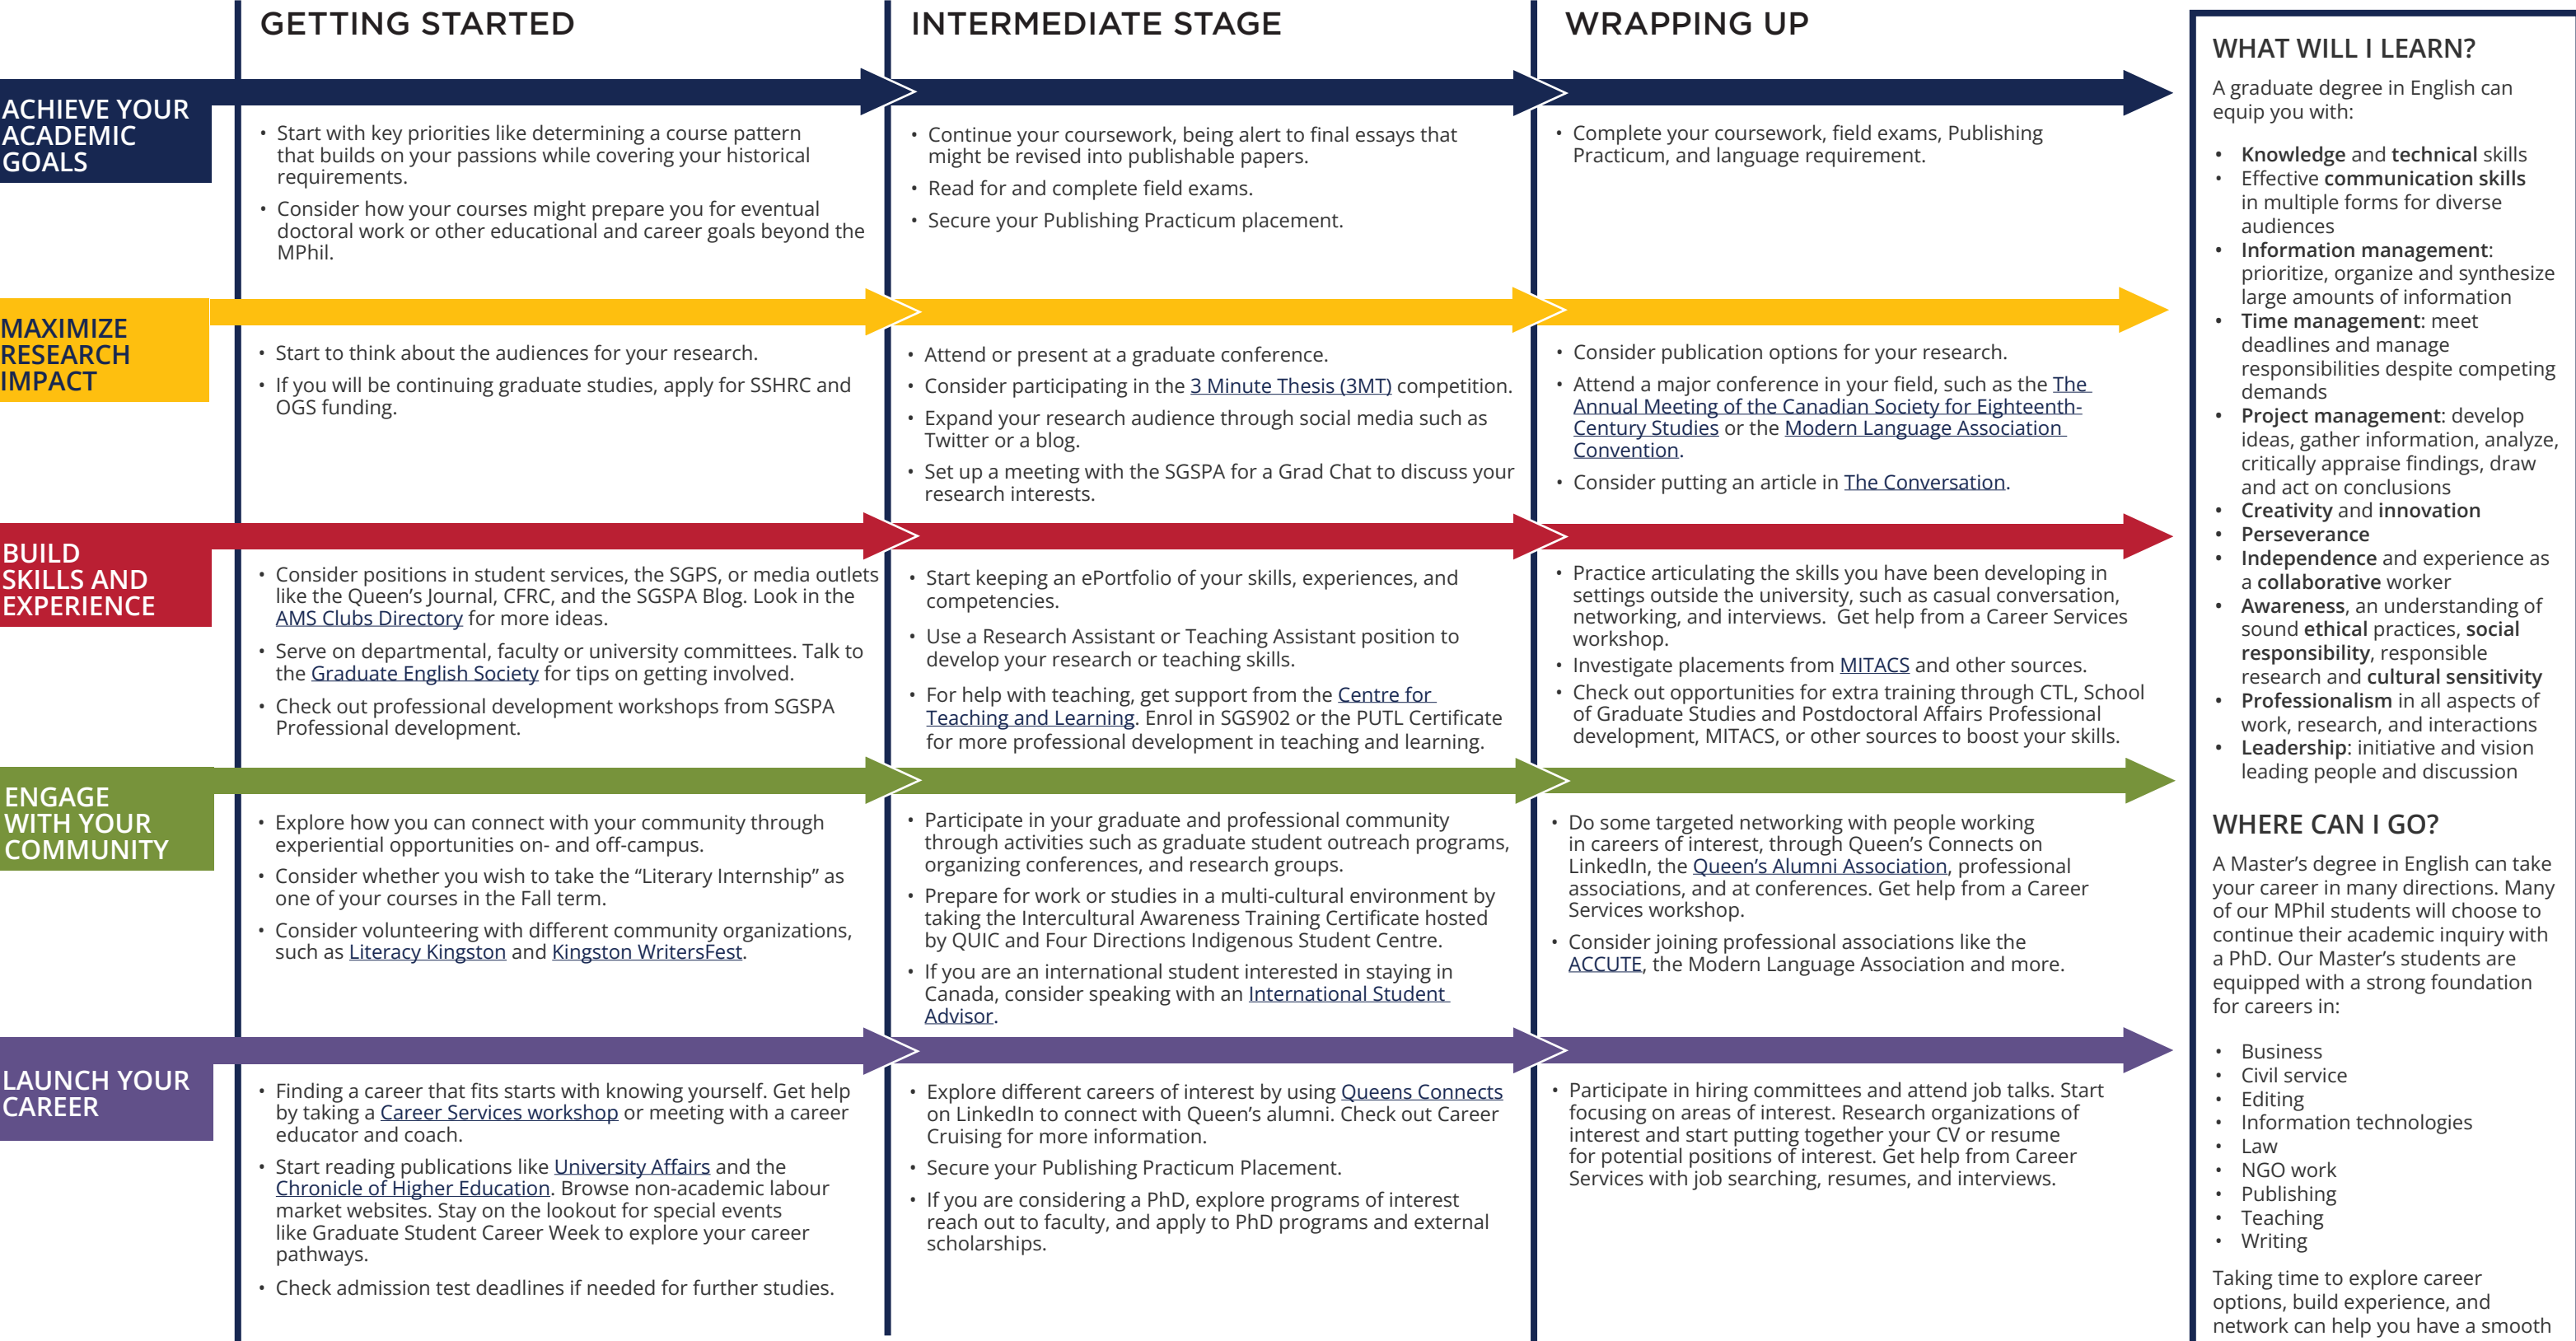 GETTING STARTED
INTERMEDIATE STAGE
WRAPPING UP
ACHIEVE YOUR
ACADEMIC
GOALS
• Start with key priorities like determining a course pattern
that builds on your passions while covering your historical
requirements.
• Consider how your courses might prepare you for eventual
doctoral work or other educational and career goals beyond the
MPhil.
• Continue your coursework, being alert to final essays that
might be revised into publishable papers.
• Read for and complete field exams.
• Secure your Publishing Practicum placement.
• Complete your coursework, field exams, Publishing
Practicum, and language requirement.
MAXIMIZE
RESEARCH
IMPACT
• Start to think about the audiences for your research.
• If you will be continuing graduate studies, apply for SSHRC and
OGS funding.
• Attend or present at a graduate conference.
• Consider participating in the 3 Minute Thesis (3MT) competition.
• Expand your research audience through social media such as
Twitter or a blog.
• Set up a meeting with the SGSPA for a Grad Chat to discuss your
research interests.
• Consider publication options for your research.
• Attend a major conference in your field, such as the The
Annual Meeting of the Canadian Society for Eighteenth-
Century Studies or the Modern Language Association
Convention.
• Consider putting an article in The Conversation.
BUILD
SKILLS AND
EXPERIENCE
• Consider positions in student services, the SGPS, or media outlets
like the Queen’s Journal, CFRC, and the SGSPA Blog. Look in the
AMS Clubs Directory for more ideas.
• Serve on departmental, faculty or university committees. Talk to
the Graduate English Society for tips on getting involved.
• Check out professional development workshops from SGSPA
Professional development.
• Start keeping an ePortfolio of your skills, experiences, and
competencies.
• Use a Research Assistant or Teaching Assistant position to
develop your research or teaching skills.
• For help with teaching, get support from the Centre for
Teaching and Learning. Enrol in SGS902 or the PUTL Certificate
for more professional development in teaching and learning.
• Practice articulating the skills you have been developing in
settings outside the university, such as casual conversation,
networking, and interviews. Get help from a Career Services
workshop.
• Investigate placements from MITACS and other sources.
• Check out opportunities for extra training through CTL, School
of Graduate Studies and Postdoctoral Affairs Professional
development, MITACS, or other sources to boost your skills.
ENGAGE
WITH YOUR
COMMUNITY
• Explore how you can connect with your community through
experiential opportunities on- and off-campus.
• Consider whether you wish to take the “Literary Internship” as
one of your courses in the Fall term.
• Consider volunteering with different community organizations,
such as Literacy Kingston and Kingston WritersFest.
• Participate in your graduate and professional community
through activities such as graduate student outreach programs,
organizing conferences, and research groups.
• Prepare for work or studies in a multi-cultural environment by
taking the Intercultural Awareness Training Certificate hosted
by QUIC and Four Directions Indigenous Student Centre.
• If you are an international student interested in staying in
Canada, consider speaking with an International Student
Advisor.
• Do some targeted networking with people working
in careers of interest, through Queen’s Connects on
LinkedIn, the Queen’s Alumni Association, professional
associations, and at conferences. Get help from a Career
Services workshop.
• Consider joining professional associations like the
ACCUTE, the Modern Language Association and more.
LAUNCH YOUR
CAREER
• Finding a career that fits starts with knowing yourself. Get help
by taking a Career Services workshop or meeting with a career
educator and coach.
• Start reading publications like University Affairs and the
Chronicle of Higher Education. Browse non-academic labour
market websites. Stay on the lookout for special events
like Graduate Student Career Week to explore your career
pathways.
• Check admission test deadlines if needed for further studies.
• Explore different careers of interest by using Queens Connects
on LinkedIn to connect with Queen’s alumni. Check out Career
Cruising for more information.
• Secure your Publishing Practicum Placement.
• If you are considering a PhD, explore programs of interest
reach out to faculty, and apply to PhD programs and external
scholarships.
• Participate in hiring committees and attend job talks. Start
focusing on areas of interest. Research organizations of
interest and start putting together your CV or resume
for potential positions of interest. Get help from Career
Services with job searching, resumes, and interviews.
WHAT WILL I LEARN?
A graduate degree in English can
equip you with:
• Knowledge and technical skills
• Effective communication skills
in multiple forms for diverse
audiences
• Information management:
prioritize, organize and synthesize
large amounts of information
• Time management: meet
deadlines and manage
responsibilities despite competing
demands
• Project management: develop
ideas, gather information, analyze,
critically appraise findings, draw
and act on conclusions
• Creativity and innovation
• Perseverance
• Independence and experience as
a collaborative worker
• Awareness, an understanding of
sound ethical practices, social
responsibility, responsible
research and cultural sensitivity
• Professionalism in all aspects of
work, research, and interactions
• Leadership: initiative and vision
leading people and discussion
WHERE CAN I GO?
A Master’s degree in English can take
your career in many directions. Many
of our MPhil students will choose to
continue their academic inquiry with
a PhD. Our Master’s students are
equipped with a strong foundation
for careers in:
• Business
• Civil service
• Editing
• Information technologies
• Law
• NGO work
• Publishing
• Teaching
• Writing
Taking time to explore career
options, build experience, and
network can help you have a smooth